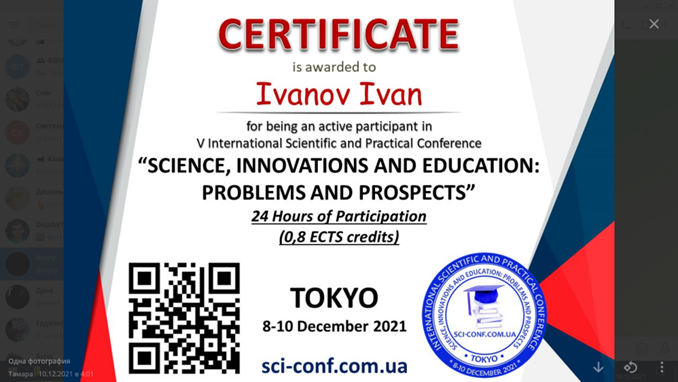 CERTIFICATE
is awarded to
Ivanov Ivan
for being an active participant in
V International Scientific and Practical Conference
“SCIENCE, INNOVATIONS AND EDUCATION:
PROBLEMS AND PROSPECTS”
24 Hours of Participation
(0,8 ECTS credits)
TOKYO
8-10 December 2021
sci-conf.com.ua
INTERNATIONAL SCIENTIFIC AND PRACTICAL CONFERENCE
SCIENCE, INNOVATIONS AND EDUCATION: PROBLEMS AND PROSPECTS
SCI-CONF.COM.UA
• TOKYO •
• 8-10 DECEMBER 2021 •
Одна фотография
Тамара 10.12.2021 в 4:01